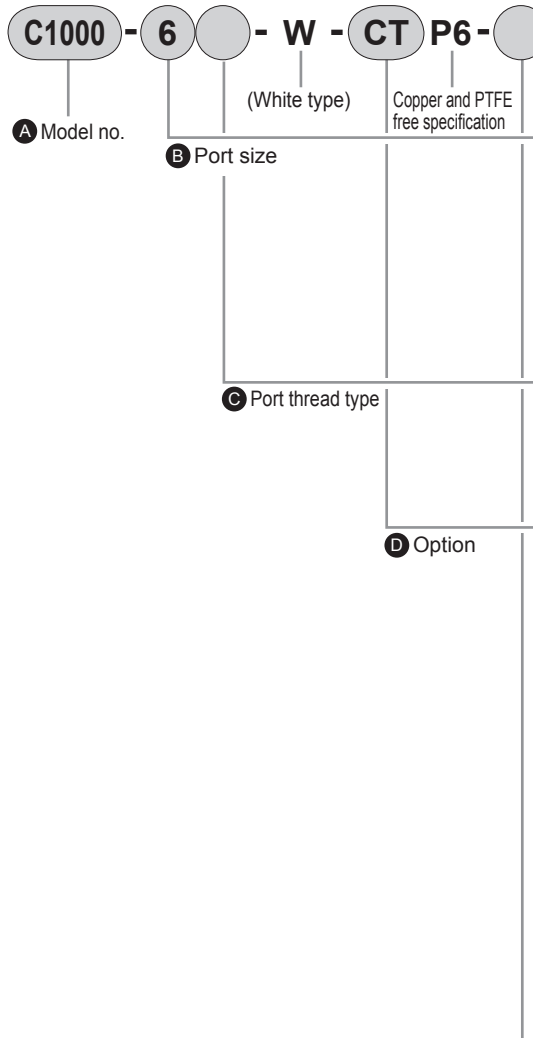 C1000 - 6 - W - CT P6 -
(White type)
Copper and PTFE
free specification
A Model no.
B Port size
C Port thread type
D Option